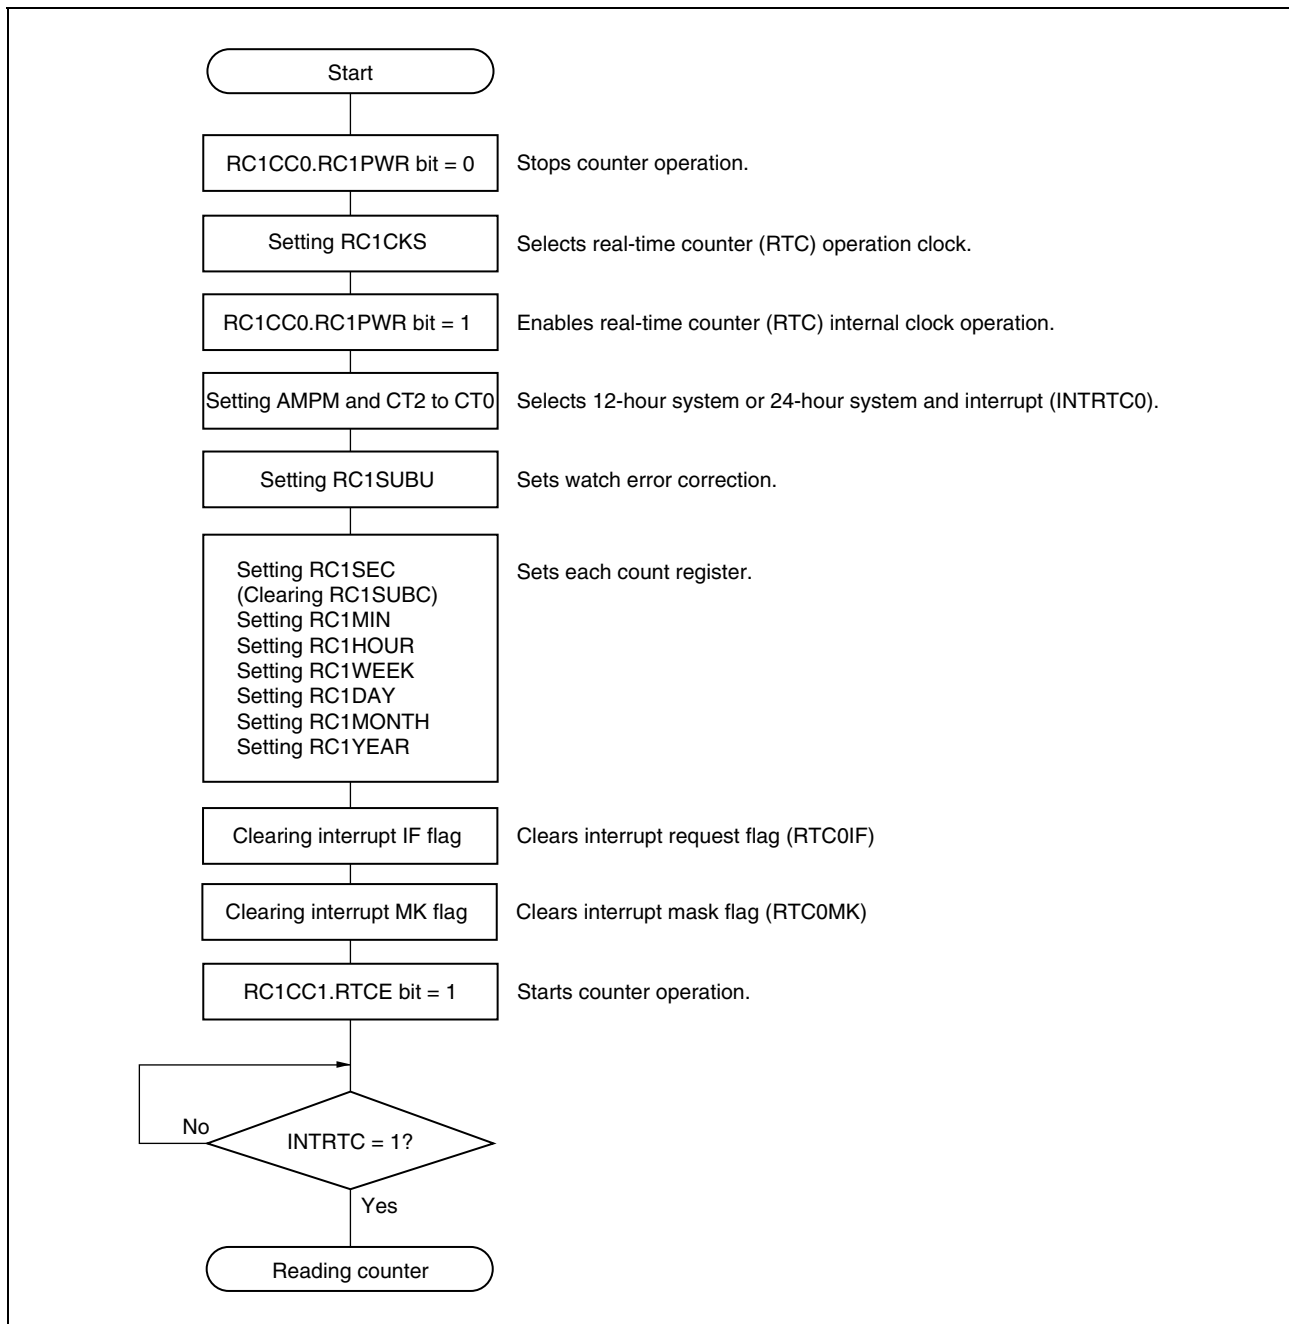 Start
RC1CC0.RC1PWR bit = 0
Stops counter operation.
Setting RC1CKS
Selects real-time counter (RTC) operation clock.
RC1CC0.RC1PWR bit = 1
Enables real-time counter (RTC) internal clock operation.
Setting AMPM and CT2 to CT0
Selects 12-hour system or 24-hour system and interrupt (INTRTC0).
Setting RC1SUBU
Sets watch error correction.
Setting RC1SEC
(Clearing RC1SUBC)
Setting RC1MIN
Setting RC1HOUR
Setting RC1WEEK
Setting RC1DAY
Setting RC1MONTH
Setting RC1YEAR
Sets each count register.
Clearing interrupt IF flag
Clears interrupt request flag (RTC0IF)
Clearing interrupt MK flag
Clears interrupt mask flag (RTC0MK)
RC1CC1.RTCE bit = 1
Starts counter operation.
No
INTRTC = 1?
Yes
Reading counter